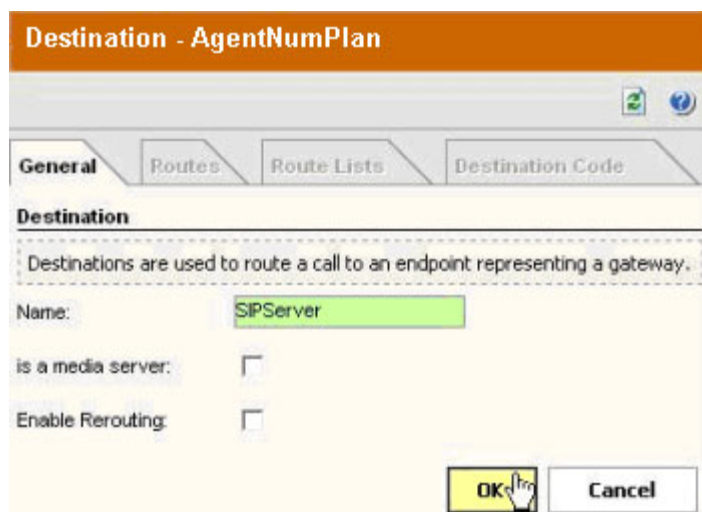 Destination - AgentNumPlan
General Routes Route Lists Destination Code
Destination
Destinations are used to route a call to an endpoint representing a gateway.
Name: SIPServer
is a media server:
Enable Rerouting:
OK Cancel